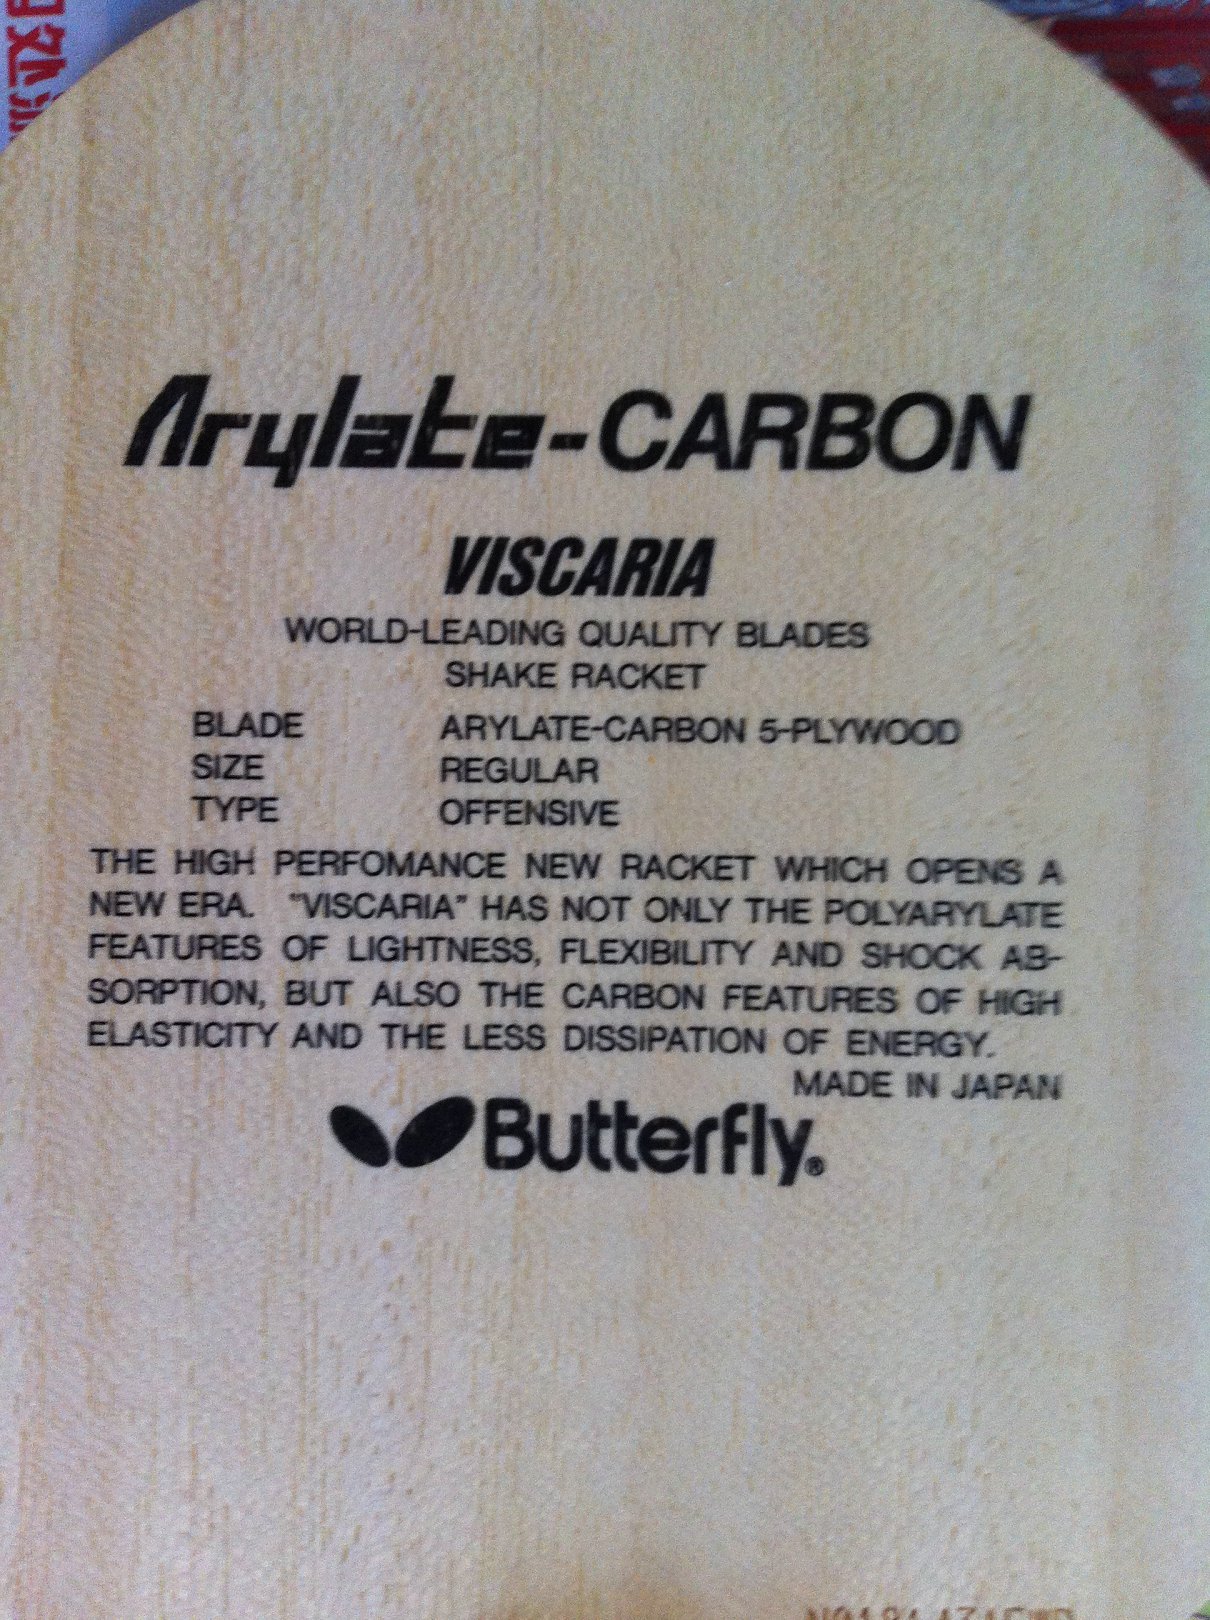 Arylate-CARBON
VISCARIA
WORLD-LEADING QUALITY BLADES
SHAKE RACKET
BLADE ARYLATE-CARBON 5-PLYWOOD
SIZE REGULAR
TYPE OFFENSIVE
THE HIGH PERFOMANCE NEW RACKET WHICH OPENS A
NEW ERA. "VISCARIA" HAS NOT ONLY THE POLYARYLATE
FEATURES OF LIGHTNESS, FLEXIBILITY AND SHOCK AB-
SORPTION, BUT ALSO THE CARBON FEATURES OF HIGH
ELASTICITY AND THE LESS DISSIPATION OF ENERGY.
MADE IN JAPAN
Butterfly®